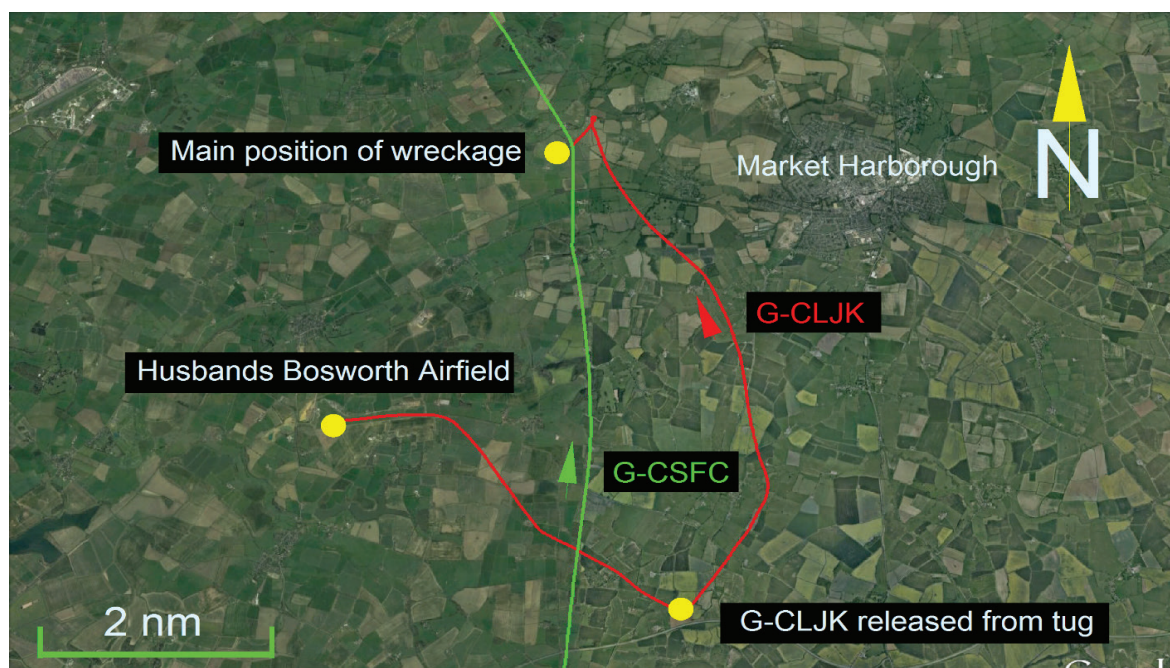 Main position of wreckage
Market Harborough
N
G-CLJK
Husbands Bosworth Airfield
G-CSFC
2 nm
G-CLJK released from tug